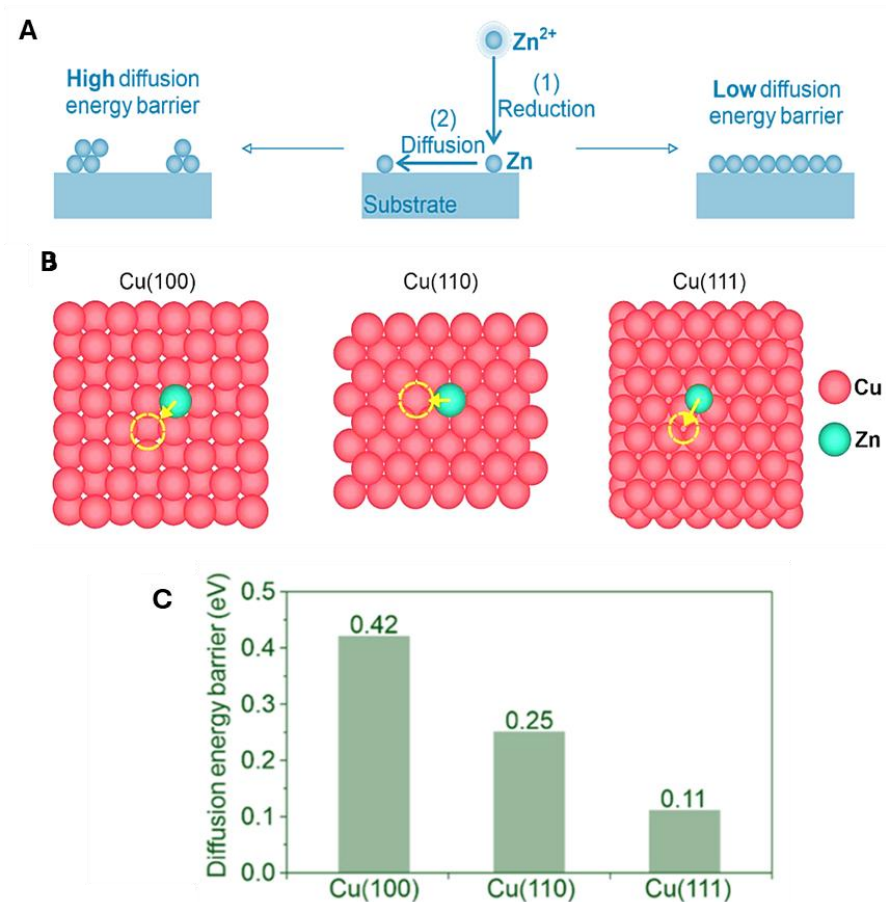 A
High diffusion
energy barrier
Zn2+
(1)
Reduction
(2)
Diffusion
Zn
Substrate
Low diffusion
energy barrier
B
Cu(100)
Cu(110)
Cu(111)
Cu
Zn
C
Diffusion energy barrier (eV)
0.5
0.4
0.3
0.2
0.1
0.0
0.42
0.25
0.11
Cu(100)
Cu(110)
Cu(111)